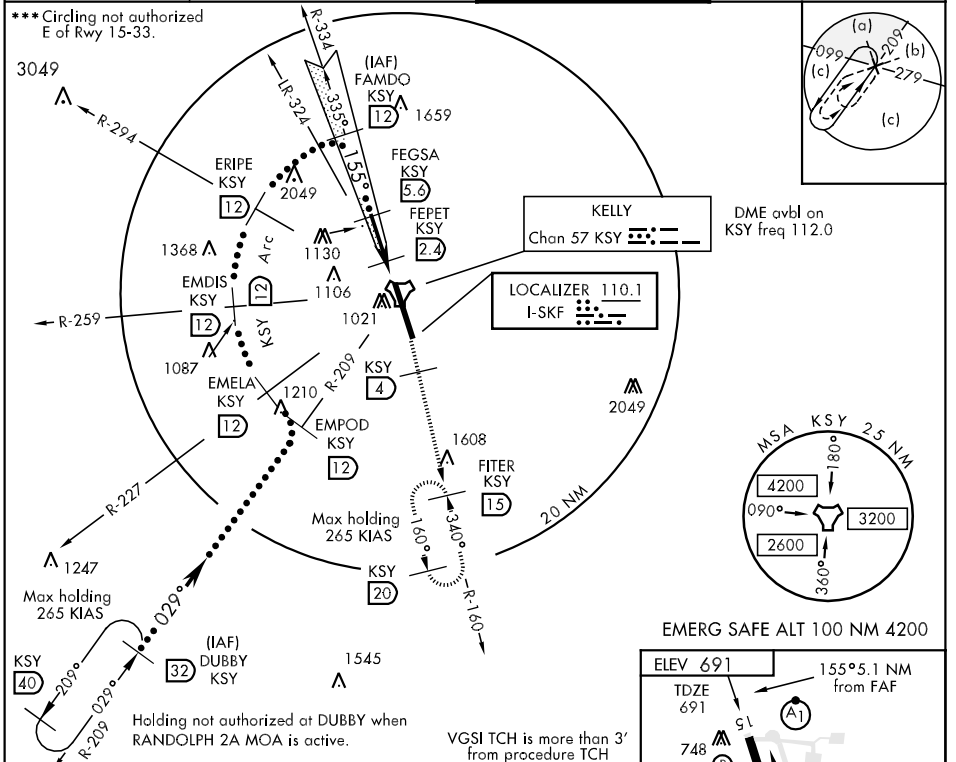 *** Circling not authorized
E of Rwy 15-33.
3049
R-294
R-334
LR-324
335°
155°
(IAF)
FAMDO
KSY
12
1659
ERIPE
KSY
12
2049
FEGSA
KSY
5.6
FEPET
KSY
2.4
1368
Arc
12
KSY
1130
1106
1021
EMDIS
KSY
12
R-259
1087
EMELA
KSY
12
R-209
1210
EMPOD
KSY
12
KSY
4
KELLY
Chan 57 KSY
DME avbl on
KSY freq 112.0
LOCALIZER 110.1
I-SKF
2049
1608
FITER
KSY
15
20 NM
R-227
1247
Max holding
265 KIAS
160°
340°
KSY
20
R-160
Max holding
265 KIAS
029°
(IAF)
DUBBY
KSY
32
KSY
40
209°
029°
R-209
1545
Holding not authorized at DUBBY when
RANDOLPH 2A MOA is active.
VGSI TCH is more than 3'
from procedure TCH
(a)
209
(b)
099
(c)
279
(c)
MSA KSY 25 NM
180°
4200
090°
3200
2600
360°
EMERG SAFE ALT 100 NM 4200
ELEV 691
TDZE
691
155° 5.1 NM
from FAF
15
A1
748